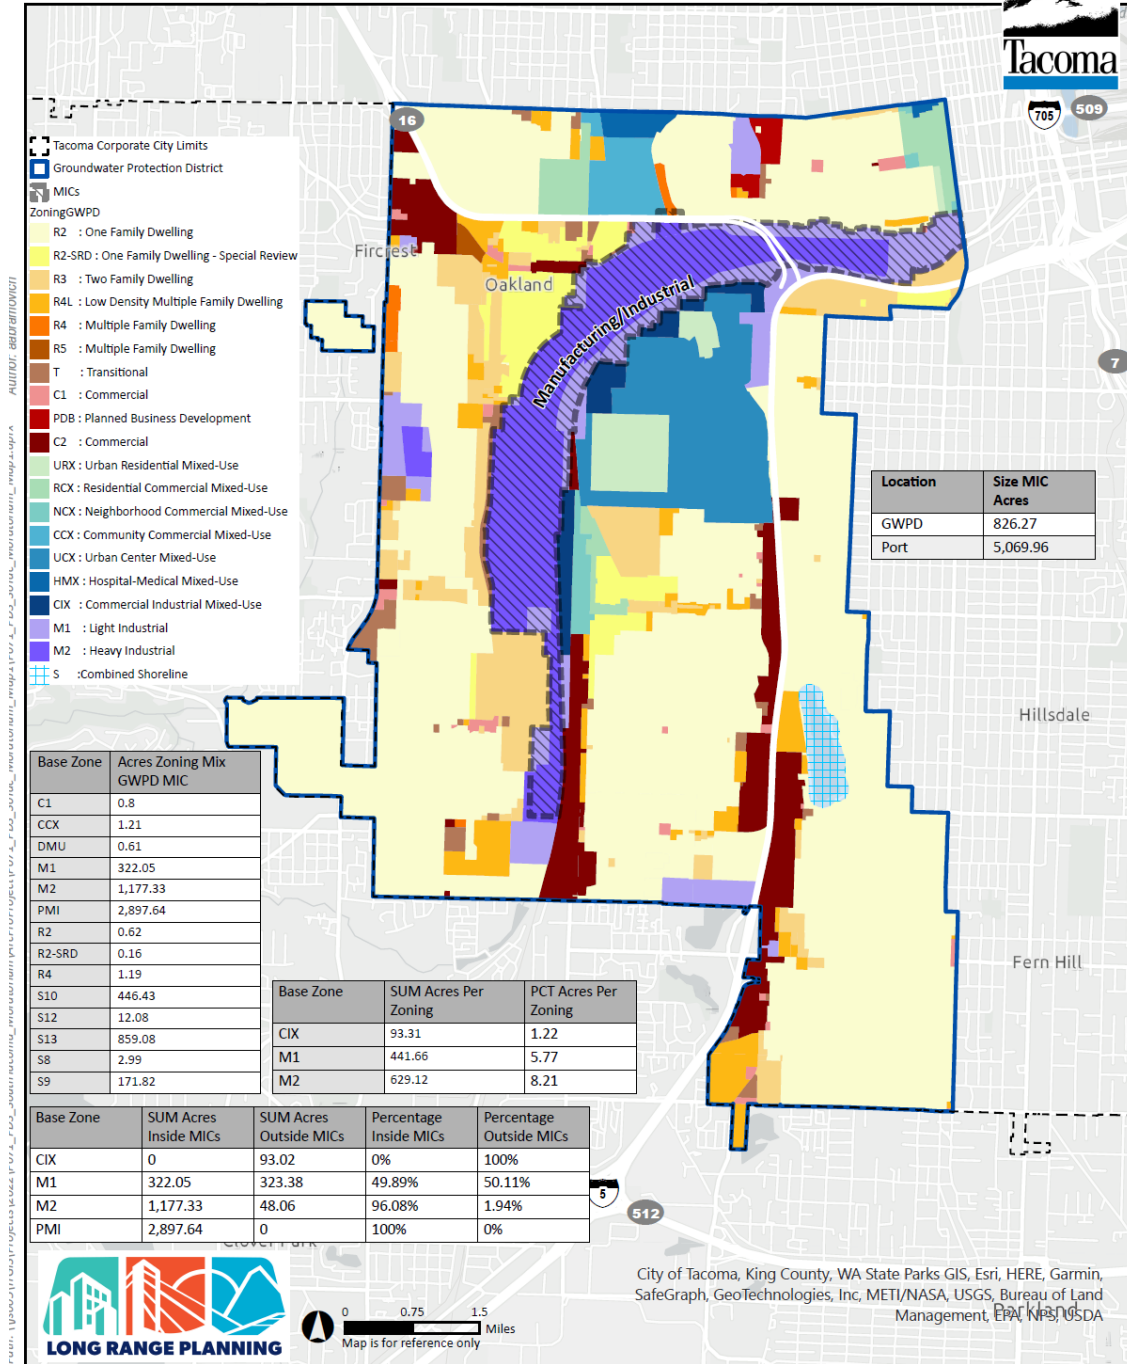 Tacoma
705
509
16
Tacoma Corporate City Limits
Groundwater Protection District
MICs
ZoningGWPD
R2 : One Family Dwelling
R2-SRD : One Family Dwelling - Special Review
R3 : Two Family Dwelling
R4L : Low Density Multiple Family Dwelling
R4 : Multiple Family Dwelling
R5 : Multiple Family Dwelling
T : Transitional
C1 : Commercial
PDB : Planned Business Development
C2 : Commercial
URX : Urban Residential Mixed-Use
RCX : Residential Commercial Mixed-Use
NCX : Neighborhood Commercial Mixed-Use
CCX : Community Commercial Mixed-Use
UCX : Urban Center Mixed-Use
HMX : Hospital-Medical Mixed-Use
CIX : Commercial Industrial Mixed-Use
M1 : Light Industrial
M2 : Heavy Industrial
S :Combined Shoreline
Fircrest
Oakland
Manufacturing/Industrial
7
Location Size MIC Acres
GWPD 826.27
Port 5,069.96
Hillsdale
Fern Hill
Base Zone Acres Zoning Mix GWPD MIC
C1 0.8
CCX 1.21
DMU 0.61
M1 322.05
M2 1,177.33
PMI 2,897.64
R2 0.62
R2-SRD 0.16
R4 1.19
S10 446.43
S12 12.08
S13 859.08
S8 2.99
S9 171.82
Base Zone SUM Acres Per Zoning PCT Acres Per Zoning
CIX 93.31 1.22
M1 441.66 5.77
M2 629.12 8.21
Base Zone SUM Acres Inside MICs SUM Acres Outside MICs Percentage Inside MICs Percentage Outside MICs
CIX 0 93.02 0% 100%
M1 322.05 323.38 49.89% 50.11%
M2 1,177.33 48.06 96.08% 1.94%
PMI 2,897.64 0 100% 0%
5
512
LONG RANGE PLANNING
0 0.75 1.5
Miles
Map is for reference only
City of Tacoma, King County, WA State Parks GIS, Esri, HERE, Garmin,
SafeGraph, GeoTechnologies, Inc, METI/NASA, USGS, Bureau of Land
Management, EPA, NPS, USDA
Parkland